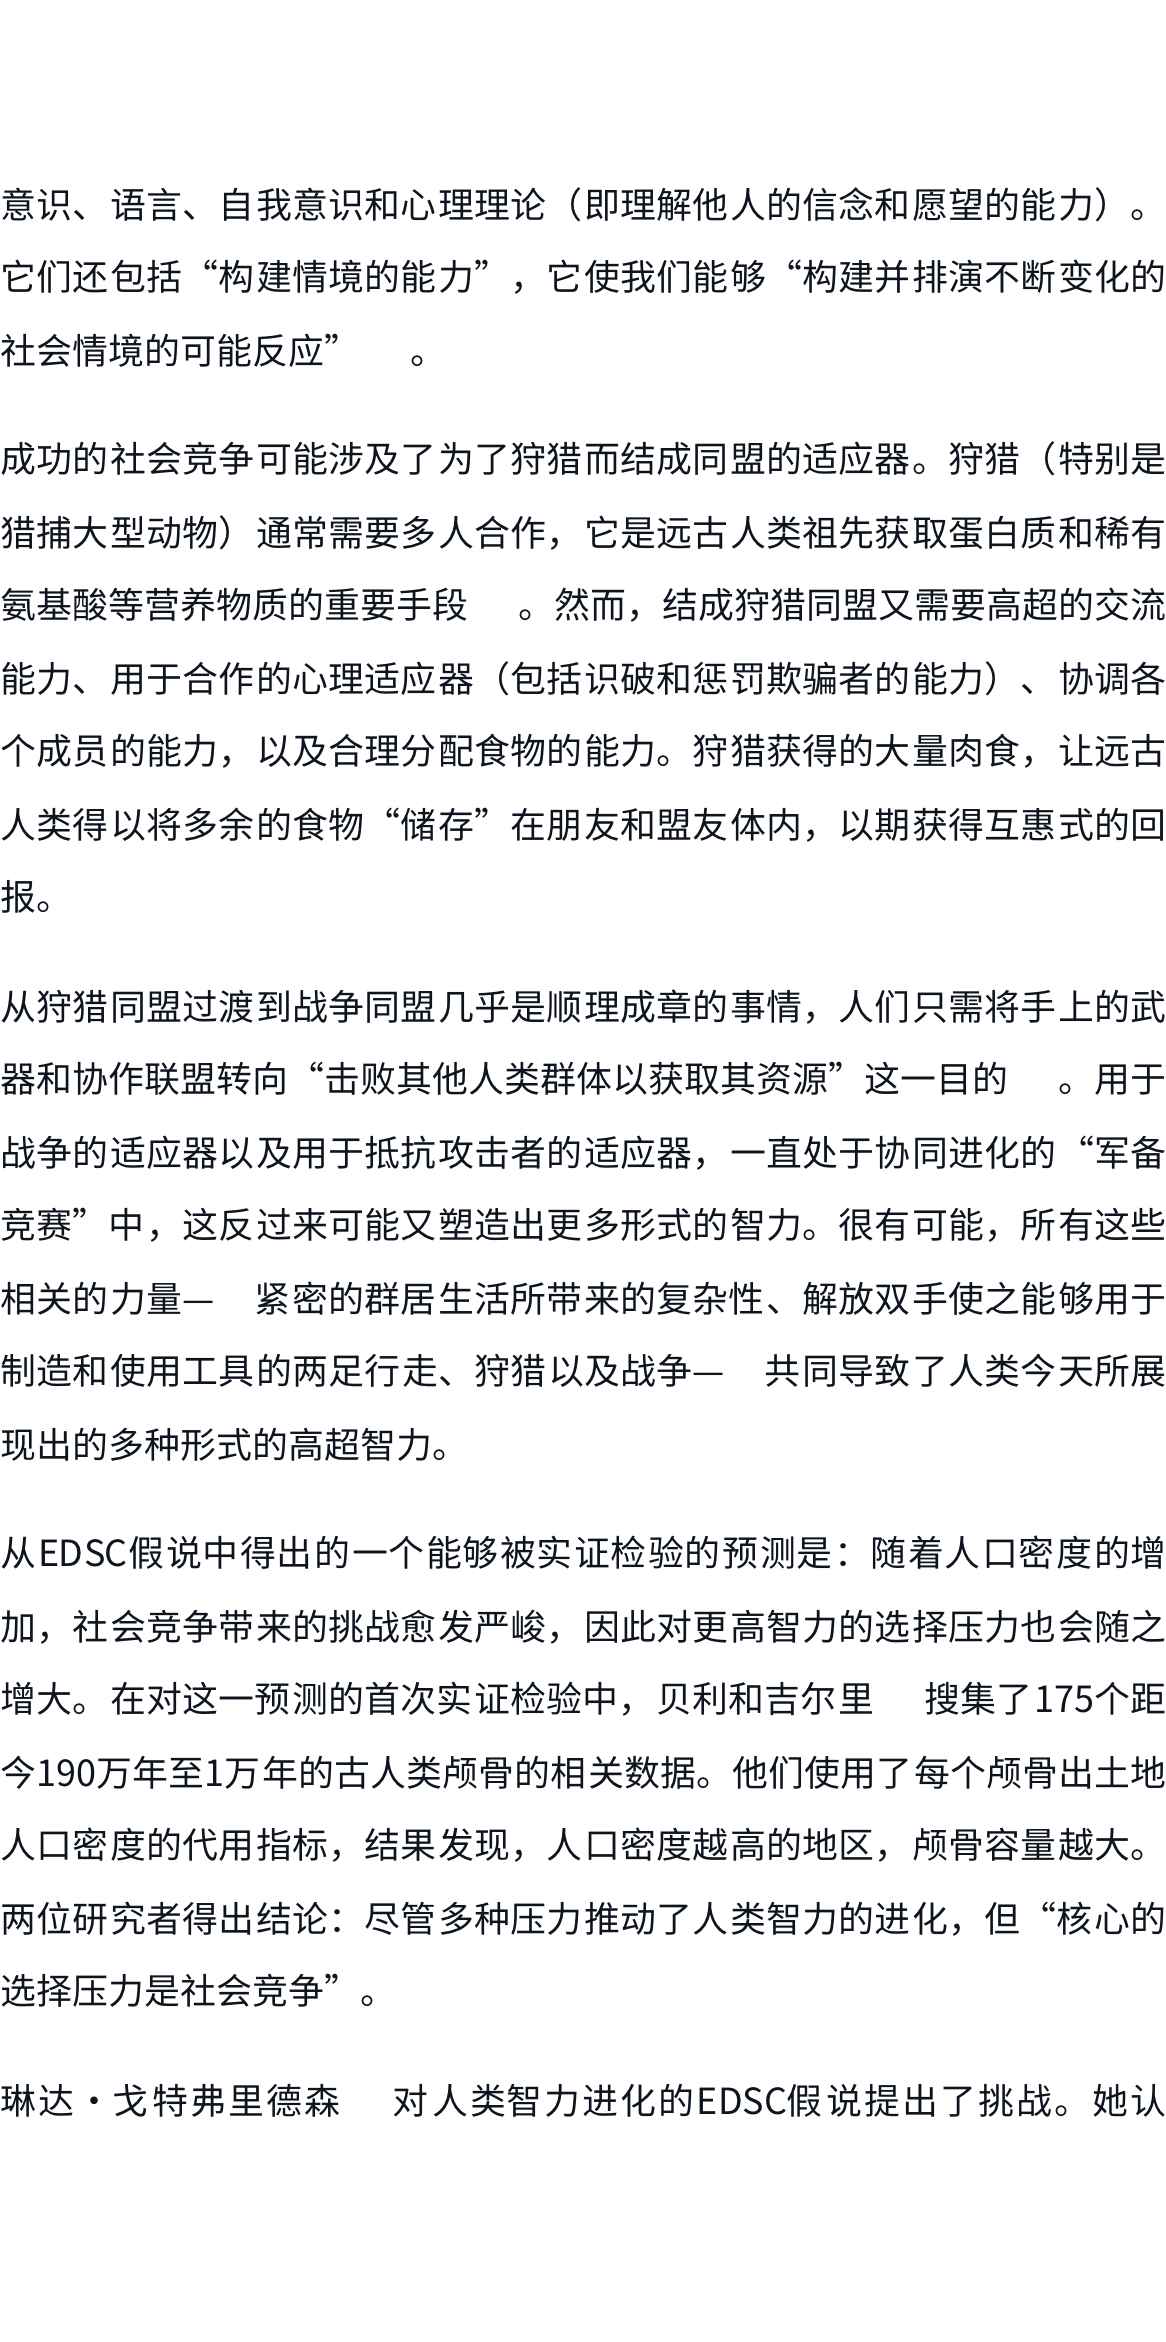 意识、语言、自我意识和心理理论（即理解他人的信念和愿望的能力）。
它们还包括“构建情境的能力”，它使我们能够“构建并排演不断变化的
社会情境的可能反应”　。
成功的社会竞争可能涉及了为了狩猎而结成同盟的适应器。狩猎（特别是
猎捕大型动物）通常需要多人合作，它是远古人类祖先获取蛋白质和稀有
氨基酸等营养物质的重要手段　。然而，结成狩猎同盟又需要高超的交流
能力、用于合作的心理适应器（包括识破和惩罚欺骗者的能力）、协调各
个成员的能力，以及合理分配食物的能力。狩猎获得的大量肉食，让远古
人类得以将多余的食物“储存”在朋友和盟友体内，以期获得互惠式的回
报。
从狩猎同盟过渡到战争同盟几乎是顺理成章的事情，人们只需将手上的武
器和协作联盟转向“击败其他人类群体以获取其资源”这一目的　。用于
战争的适应器以及用于抵抗攻击者的适应器，一直处于协同进化的“军备
竞赛”中，这反过来可能又塑造出更多形式的智力。很有可能，所有这些
相关的力量—　紧密的群居生活所带来的复杂性、解放双手使之能够用于
制造和使用工具的两足行走、狩猎以及战争—　共同导致了人类今天所展
现出的多种形式的高超智力。
从EDSC假说中得出的一个能够被实证检验的预测是：随着人口密度的增
加，社会竞争带来的挑战愈发严峻，因此对更高智力的选择压力也会随之
增大。在对这一预测的首次实证检验中，贝利和吉尔里　搜集了175个距
今190万年至1万年的古人类颅骨的相关数据。他们使用了每个颅骨出土地
人口密度的代用指标，结果发现，人口密度越高的地区，颅骨容量越大。
两位研究者得出结论：尽管多种压力推动了人类智力的进化，但“核心的
选择压力是社会竞争”。
琳达·戈特弗里德森　对人类智力进化的EDSC假说提出了挑战。她认